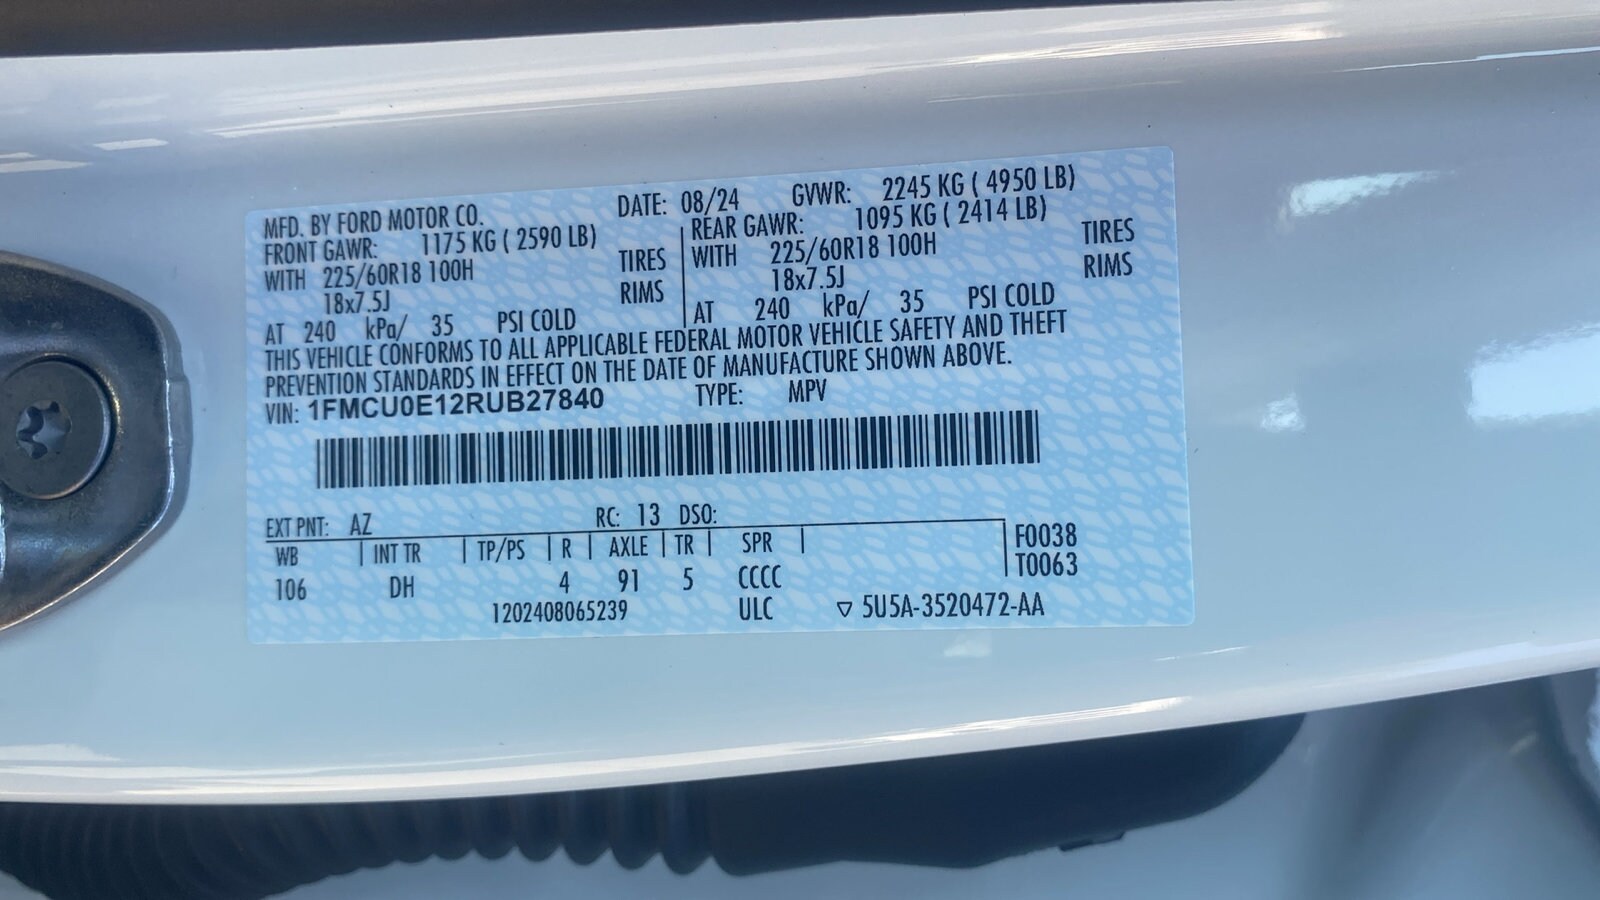 MFD. BY FORD MOTOR CO. DATE: 08/24 GVWR: 2245 KG ( 4950 LB)
FRONT GAWR: 1175 KG ( 2590 LB) REAR GAWR: 1095 KG ( 2414 LB)
WITH 225/60R18 100H TIRES WITH 225/60R18 100H TIRES
18x7.5J RIMS 18x7.5J RIMS
AT 240 kPa/ 35 PSI COLD AT 240 kPa/ 35 PSI COLD
THIS VEHICLE CONFORMS TO ALL APPLICABLE FEDERAL MOTOR VEHICLE SAFETY AND THEFT
PREVENTION STANDARDS IN EFFECT ON THE DATE OF MANUFACTURE SHOWN ABOVE.
VIN: 1FMCU0E12RUB27840 TYPE: MPV
EXT PNT: AZ RC: 13 DSO:
WB INT TR TP/PS R AXLE TR SPR F0038
106 DH 4 91 5 CCCC T0063
1202408065239 ULC ▽ 5U5A-3520472-AA